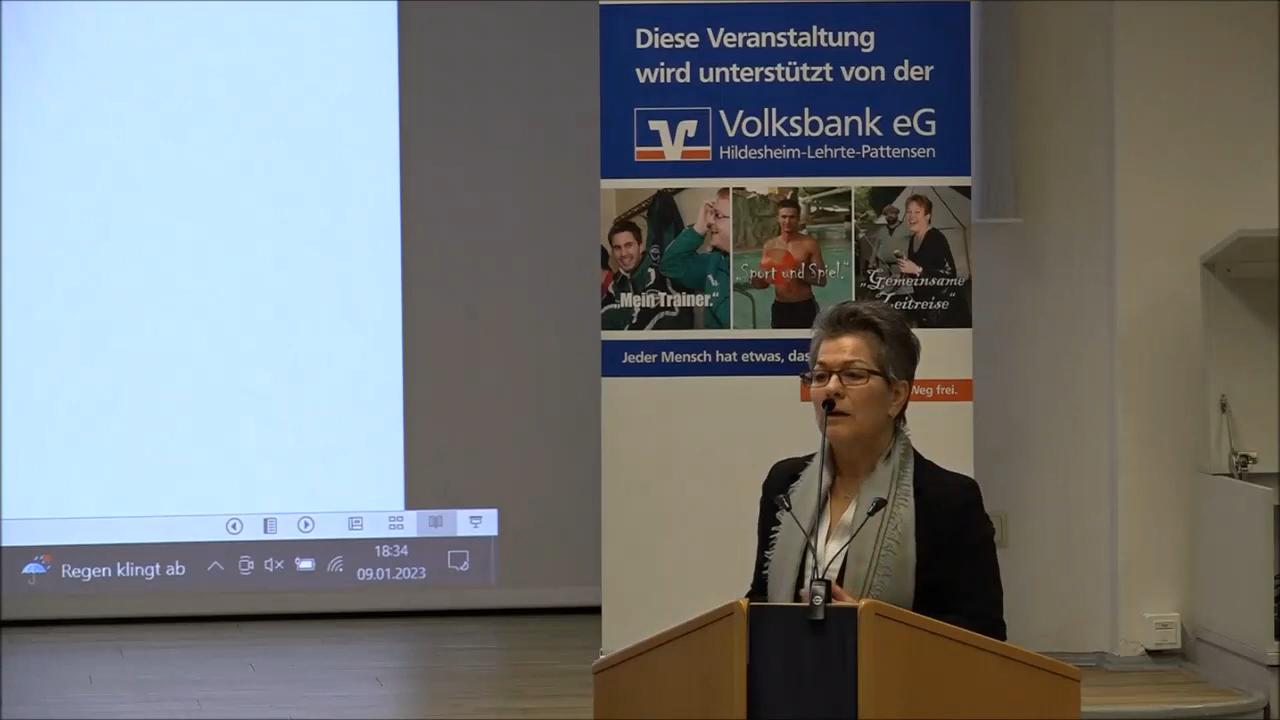 Diese Veranstaltung
wird unterstützt von der
Volksbank eG
Hildesheim-Lehrte-Pattensen
„Mein Trainer."
„Sport und Spiel."
„Gemeinsame
Zeitreise"
Jeder Mensch hat etwas, das
Weg frei.
Regen klingt ab
18:34
09.01.2023